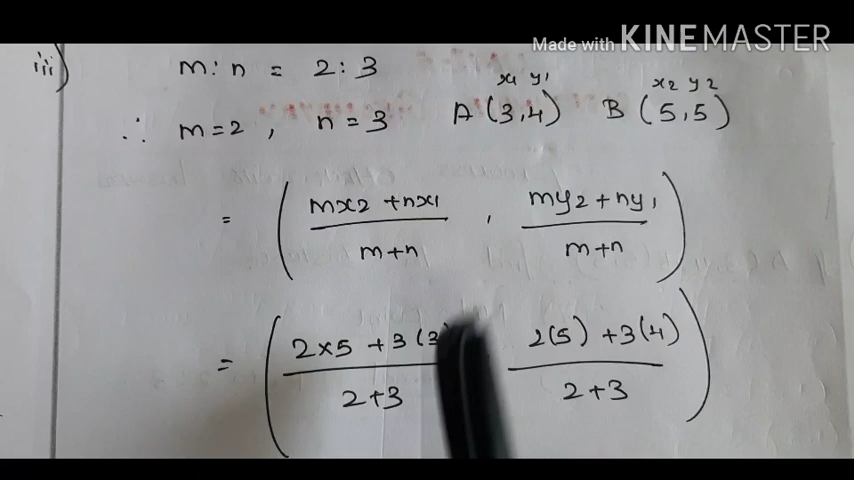 Made with KINEMASTER
iii) m:n = 2:3
x1 y1 x2 y2
∴ m=2, n=3 A(3,4) B(5,5)
= ( mx2+nx1 / m+n , my2+ny1 / m+n )
= ( 2×5+3(3 / 2+3 2(5)+3(4) / 2+3 )